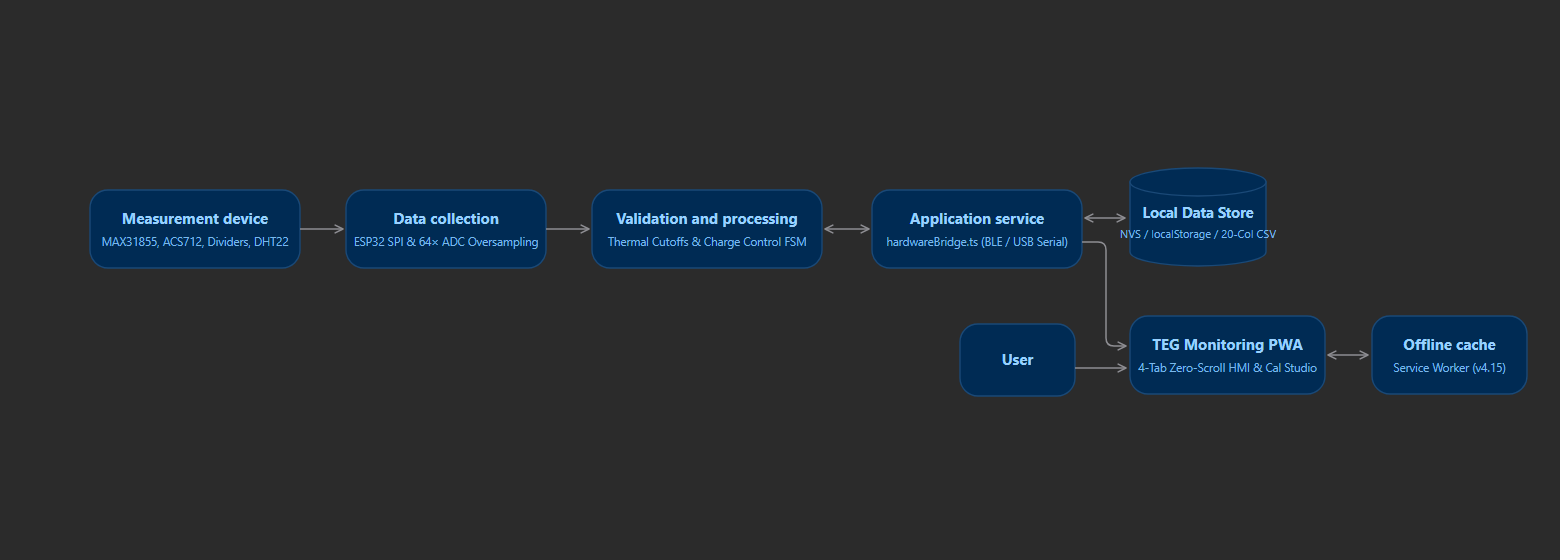 Measurement device
MAX31855, ACS712, Dividers, DHT22
Data collection
ESP32 SPI & 64× ADC Oversampling
Validation and processing
Thermal Cutoffs & Charge Control FSM
Application service
hardwareBridge.ts (BLE / USB Serial)
Local Data Store
NVS / localStorage / 20-Col CSV
User
TEG Monitoring PWA
4-Tab Zero-Scroll HMI & Cal Studio
Offline cache
Service Worker (v4.15)